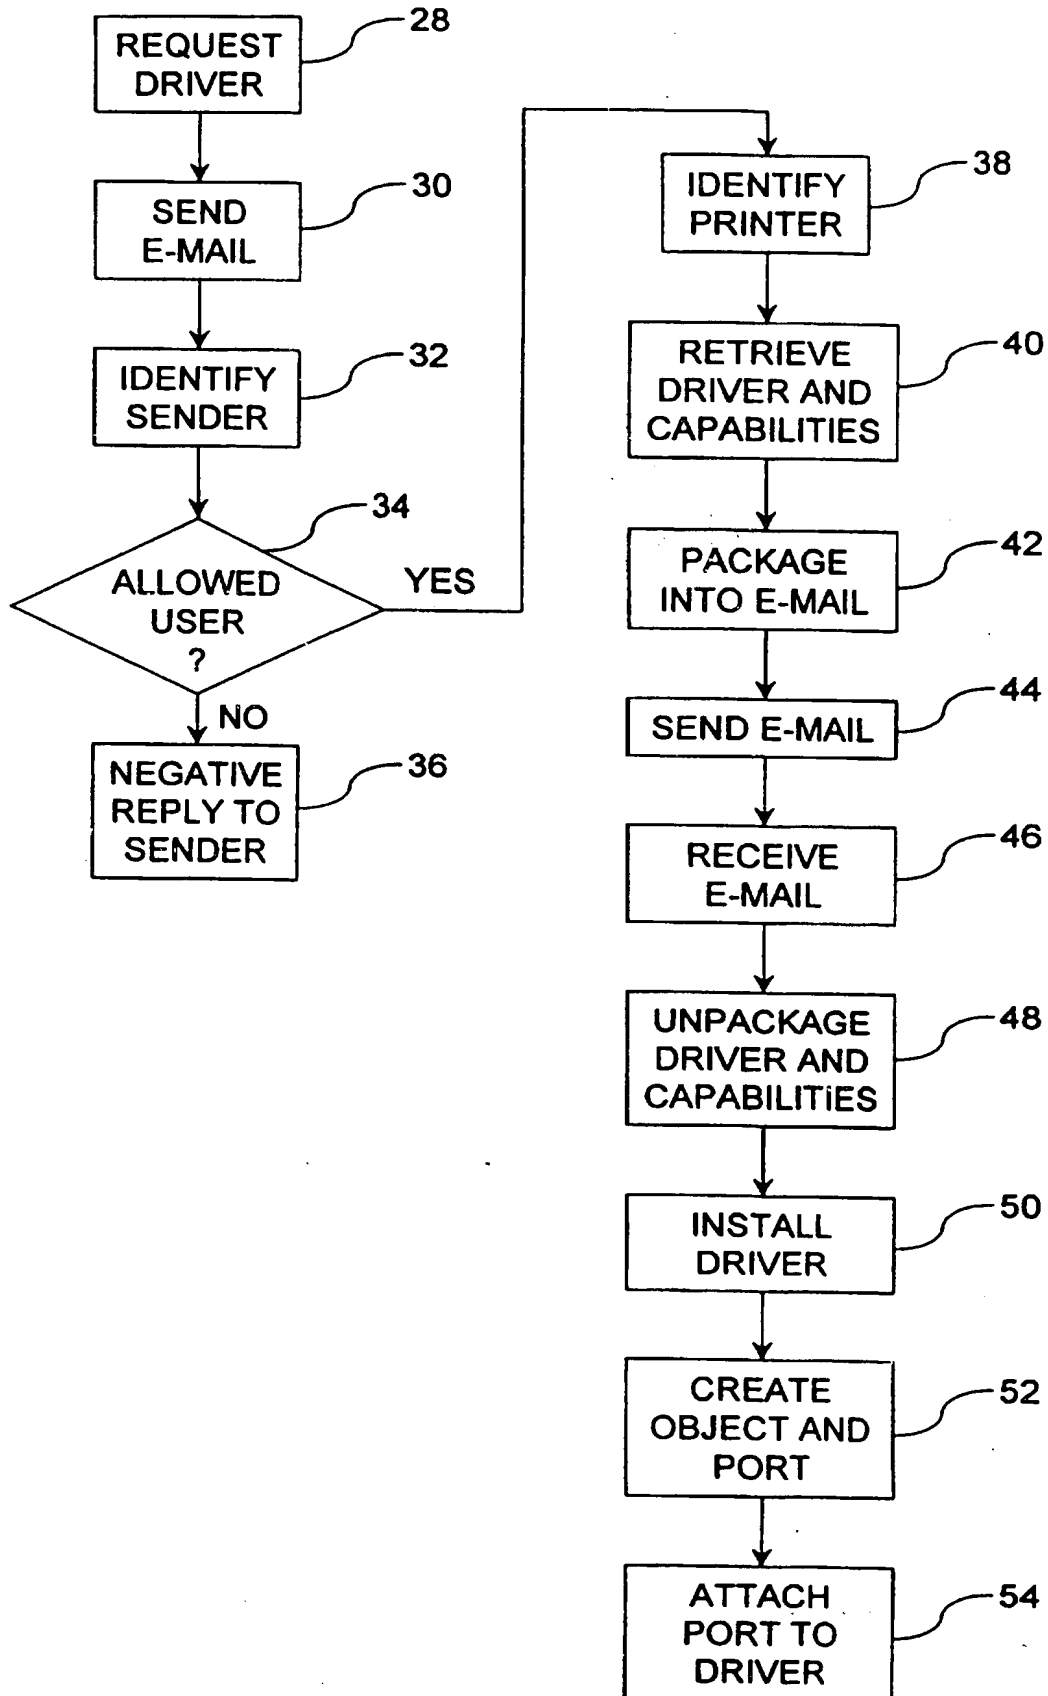 REQUEST
DRIVER
28
SEND
E-MAIL
30
IDENTIFY
SENDER
32
ALLOWED
USER
?
34
YES
NO
NEGATIVE
REPLY TO
SENDER
36
IDENTIFY
PRINTER
38
RETRIEVE
DRIVER AND
CAPABILITIES
40
PACKAGE
INTO E-MAIL
42
SEND E-MAIL
44
RECEIVE
E-MAIL
46
UNPACKAGE
DRIVER AND
CAPABILITIES
48
INSTALL
DRIVER
50
CREATE
OBJECT AND
PORT
52
ATTACH
PORT TO
DRIVER
54